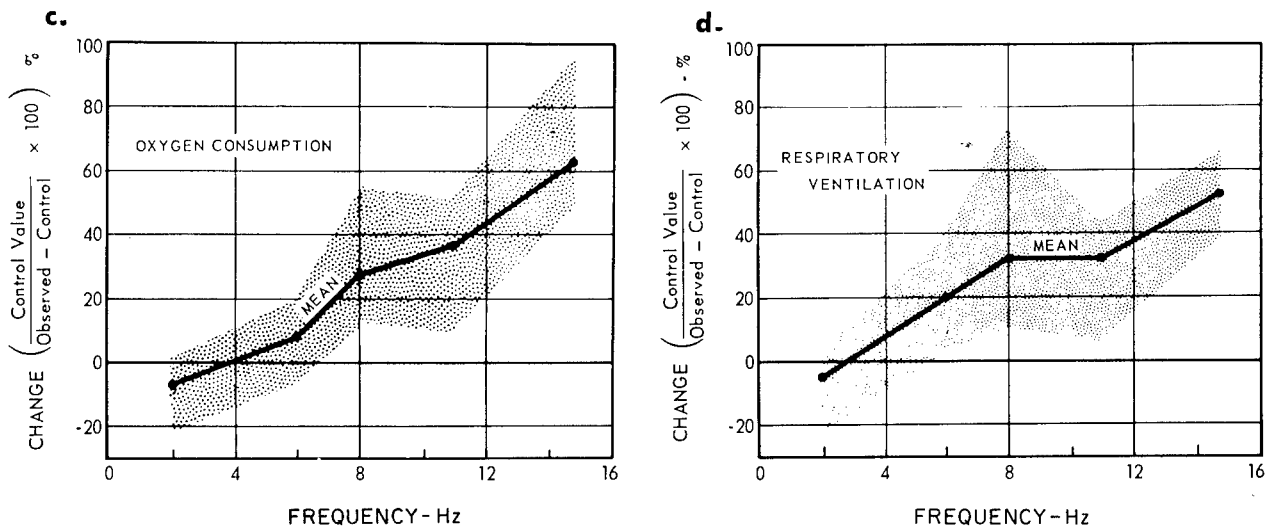 c.
100
80
60
40
20
0
-20
CHANGE ( Control Value / Observed - Control × 100 ) %
OXYGEN CONSUMPTION
MEAN
0 4 8 12 16
FREQUENCY-Hz
d.
100
80
60
40
20
0
-20
CHANGE ( Control Value / Observed - Control × 100 ) - %
RESPIRATORY
VENTILATION
MEAN
0 4 8 12 16
FREQUENCY-Hz